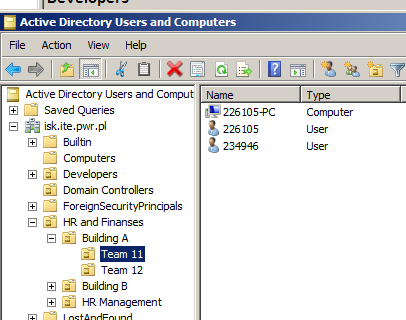 Developers
Active Directory Users and Computers
File Action View Help
Active Directory Users and Comput
Saved Queries
isk.ite.pwr.pl
Builtin
Computers
Developers
Domain Controllers
ForeignSecurityPrincipals
HR and Finanses
Building A
Team 11
Team 12
Building B
HR Management
LostAndFound
Name Type
226105-PC Computer
226105 User
234946 User